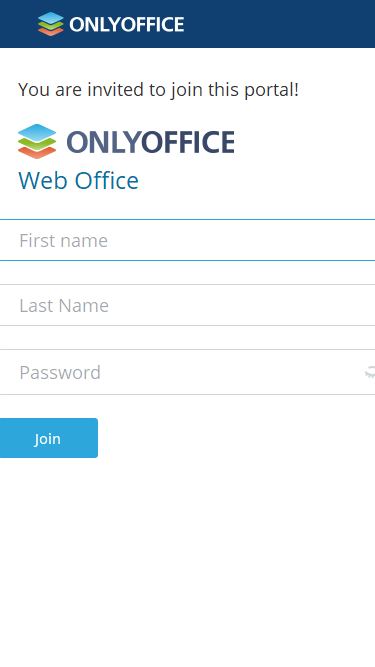 ONLYOFFICE
You are invited to join this portal!
ONLYOFFICE
Web Office
First name
Last Name
Password
Join